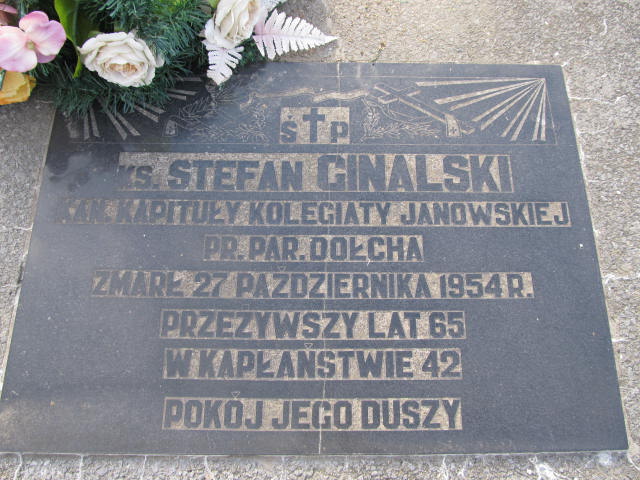 Ś † P
KS. STEFAN GINALSKI
KAN. KAPITUŁY KOLEGIATY JANOWSKIEJ
PR. PAR. DOŁCHA
ZMARŁ 27 PAŹDZIERNIKA 1954 R.
PRZEŻYWSZY LAT 65
W KAPŁAŃSTWIE 42
POKÓJ JEGO DUSZY